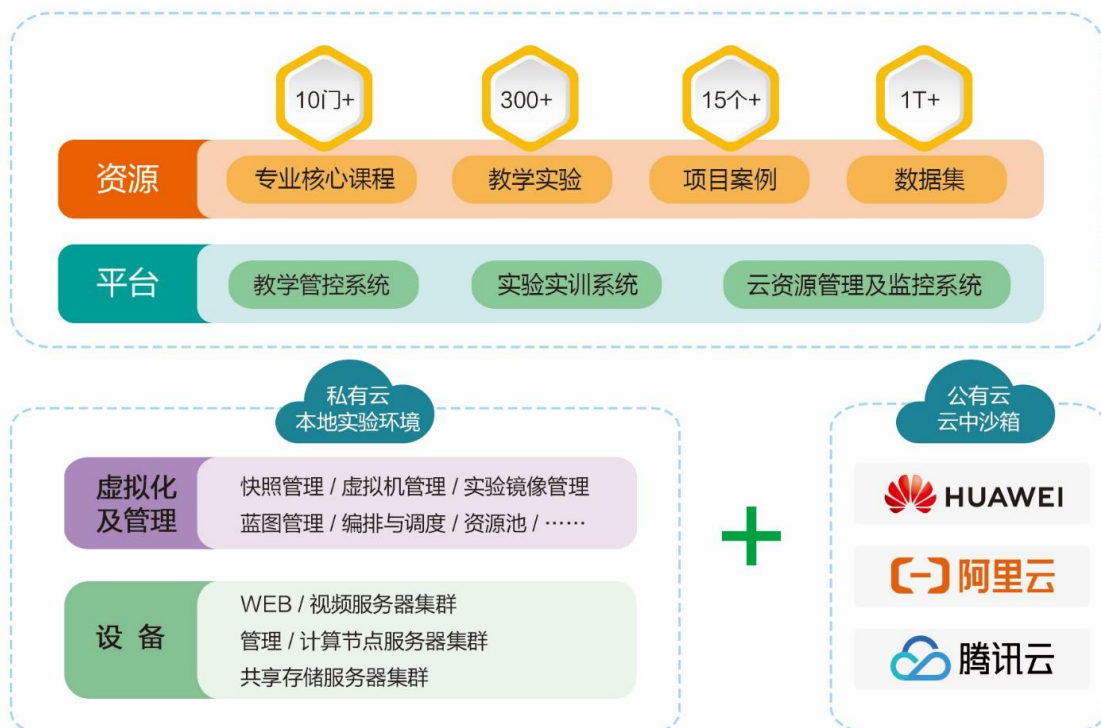 10门+
300+
15个+
1T+
资源
专业核心课程
教学实验
项目案例
数据集
平台
教学管控系统
实验实训系统
云资源管理及监控系统
私有云
本地实验环境
虚拟化
及管理
快照管理 / 虚拟机管理 / 实验镜像管理
蓝图管理 / 编排与调度 / 资源池 / ……
设 备
WEB / 视频服务器集群
管理 / 计算节点服务器集群
共享存储服务器集群
+
公有云
云中沙箱
HUAWEI
阿里云
腾讯云